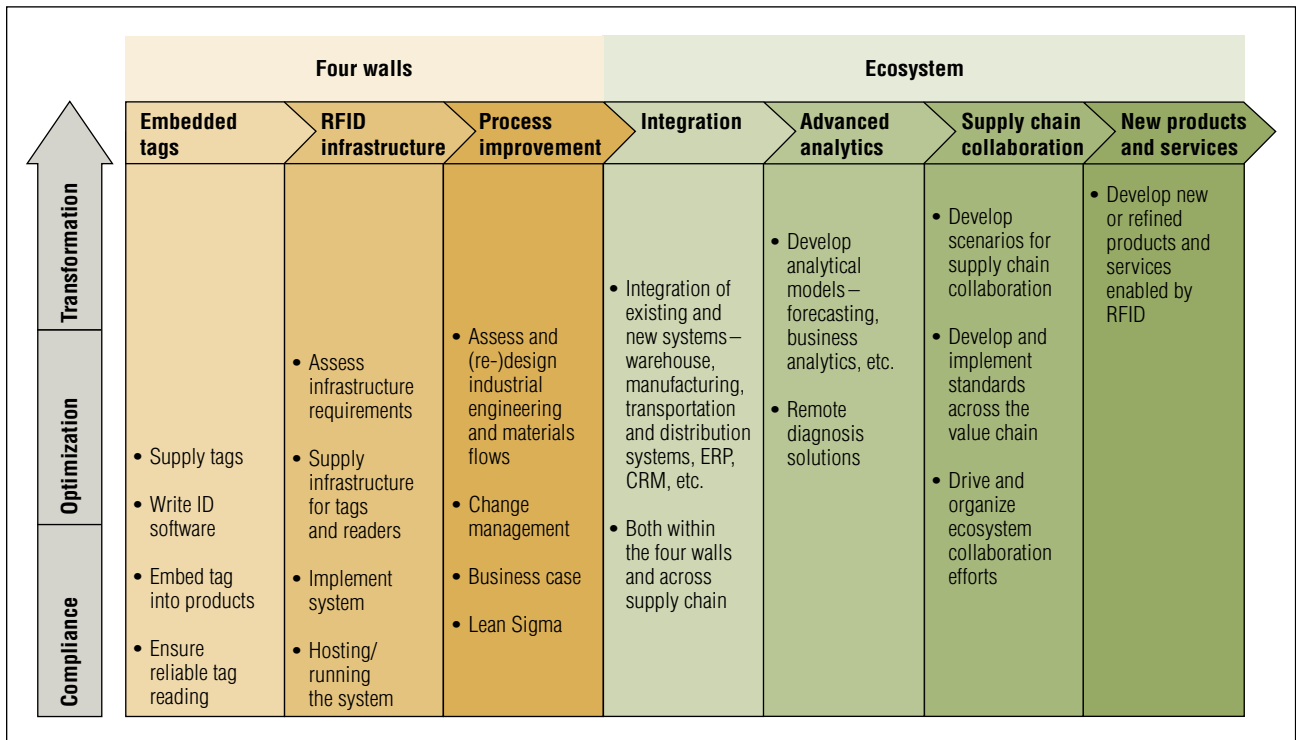 Four walls
Ecosystem
Embedded
tags
RFID
infrastructure
Process
improvement
Integration
Advanced
analytics
Supply chain
collaboration
New products
and services
Transformation
Optimization
Compliance
• Supply tags
• Write ID
software
• Embed tag
into products
• Ensure
reliable tag
reading
• Assess
infrastructure
requirements
• Supply
infrastructure
for tags
and readers
• Implement
system
• Hosting/
running
the system
• Assess and
(re-)design
industrial
engineering
and materials
flows
• Change
management
• Business case
• Lean Sigma
• Integration of
existing and
new systems–
warehouse,
manufacturing,
transportation
and distribution
systems, ERP,
CRM, etc.
• Both within
the four walls
and across
supply chain
• Develop
analytical
models–
forecasting,
business
analytics, etc.
• Remote
diagnosis
solutions
• Develop
scenarios for
supply chain
collaboration
• Develop and
implement
standards
across the
value chain
• Drive and
organize
ecosystem
collaboration
efforts
• Develop new
or refined
products and
services
enabled by
RFID